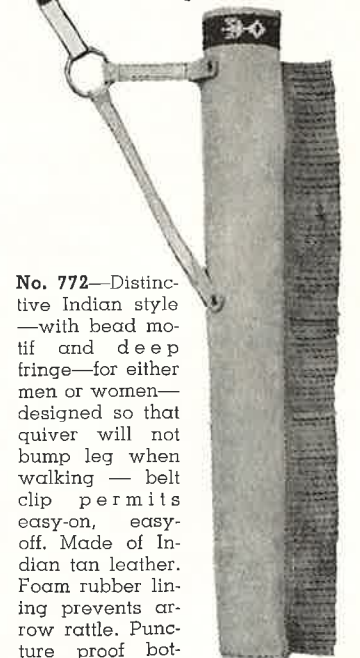 No. 772—Distinc-
tive Indian style
—with bead mo-
tif and deep
fringe—for either
men or women—
designed so that
quiver will not
bump leg when
walking — belt
clip permits
easy-on, easy-
off. Made of In-
dian tan leather.
Foam rubber lin-
ing prevents ar-
row rattle. Punc-
ture proof bot-